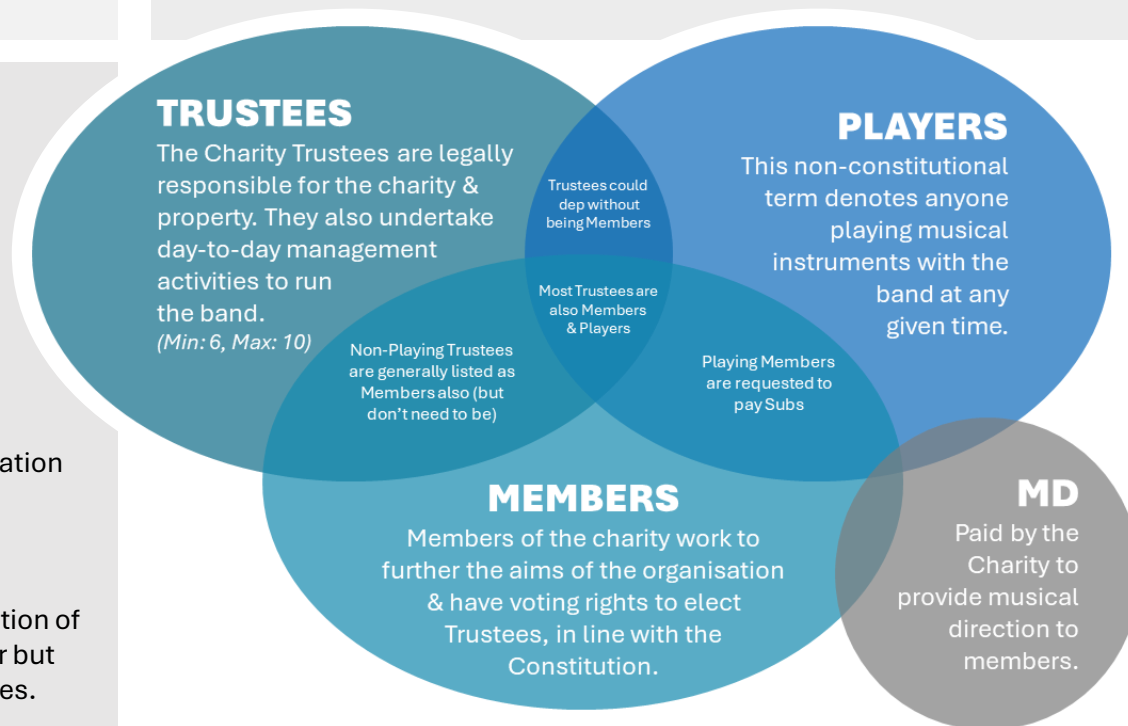 TRUSTEES
The Charity Trustees are legally
responsible for the charity &
property. They also undertake
day-to-day management
activities to run
the band.
(Min: 6, Max: 10)
PLAYERS
This non-constitutional
term denotes anyone
playing musical
instruments with the
band at any
given time.
Trustees could
dep without
being Members
Most Trustees are
also Members
& Players
Non-Playing Trustees
are generally listed as
Members also (but
don't need to be)
Playing Members
are requested to
pay Subs
MEMBERS
Members of the charity work to
further the aims of the organisation
& have voting rights to elect
Trustees, in line with the
Constitution.
MD
Paid by the
Charity to
provide musical
direction to
members.
ation
tion of
r but
es.